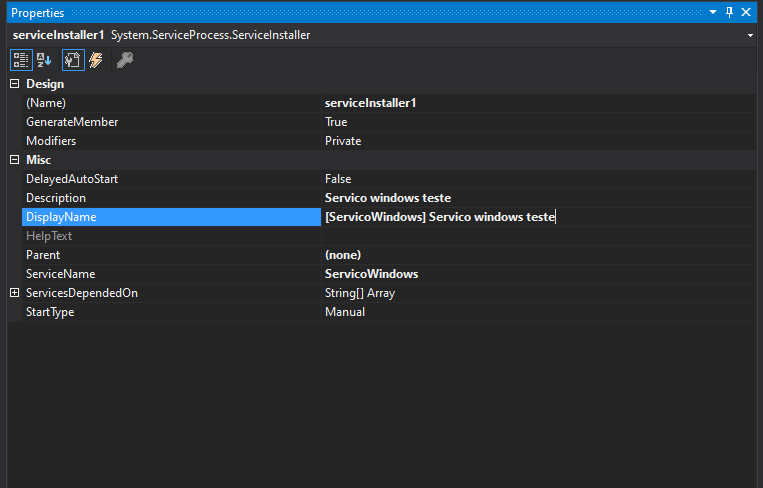 Properties
serviceInstaller1 System.ServiceProcess.ServiceInstaller
Design
(Name) serviceInstaller1
GenerateMember True
Modifiers Private
Misc
DelayedAutoStart False
Description Servico windows teste
DisplayName [ServicoWindows] Servico windows teste
HelpText
Parent (none)
ServiceName ServicoWindows
ServicesDependedOn String[] Array
StartType Manual